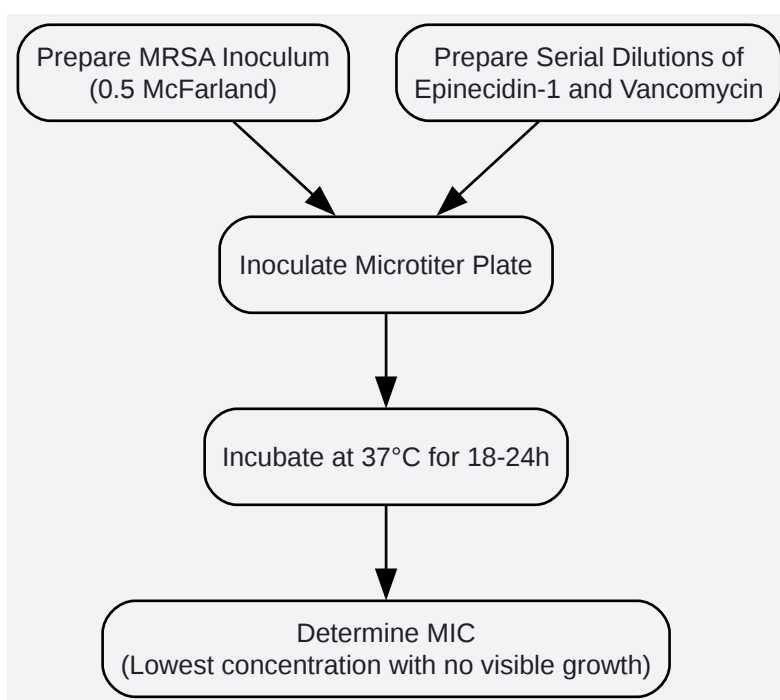 Prepare MRSA Inoculum
(0.5 McFarland)
Prepare Serial Dilutions of
Epinecidin-1 and Vancomycin
Inoculate Microtiter Plate
Incubate at 37°C for 18-24h
Determine MIC
(Lowest concentration with no visible growth)